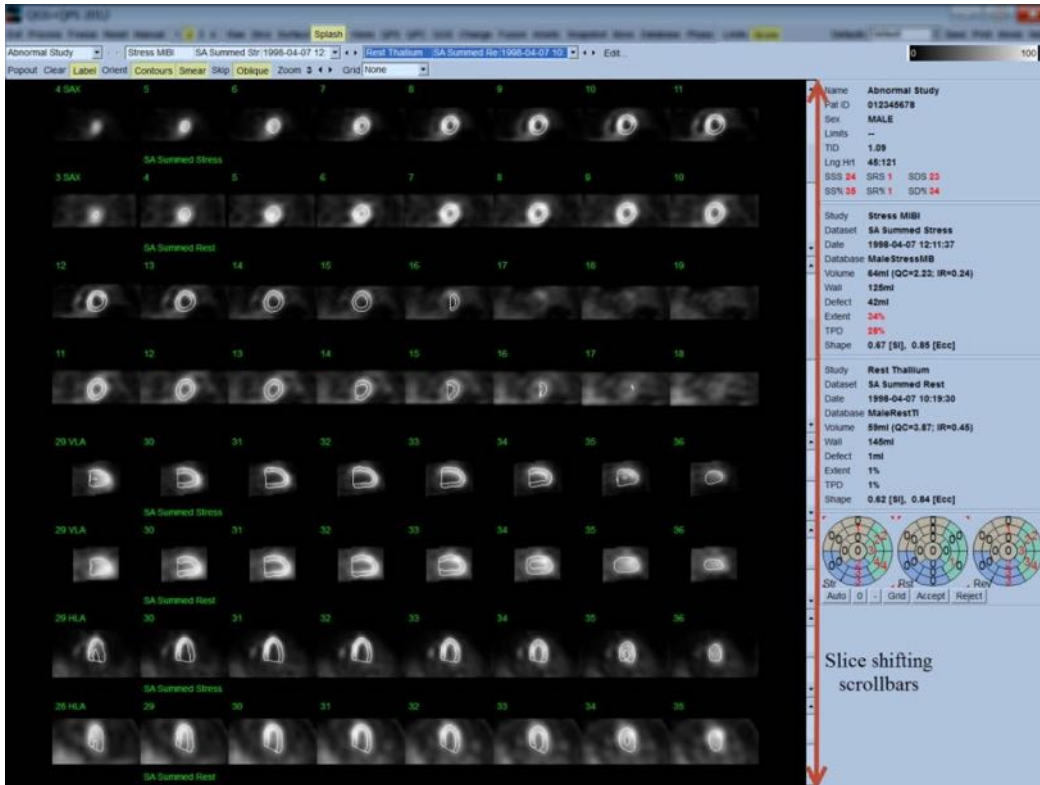 QGS+QPS 2012
Splash
Abnormal Study Stress MIBI SA Summed Str 1998-04-07 12: Rest Thallium SA Summed Re 1998-04-07 10: Edit...
0 100
Popout Clear Label Orient Contours Smear Skip Oblique Zoom 3 Grid None
4 SAX 5 6 7 8 9 10 11
SA Summed Stress
3 SAX 4 5 6 7 8 9 10
SA Summed Rest
12 13 14 15 16 17 18 19
11 12 13 14 15 16 17 18
29 VLA 30 31 32 33 34 35 36
SA Summed Stress
29 VLA 30 31 32 33 34 35 36
SA Summed Rest
29 HLA 30 31 32 33 34 35 36
SA Summed Stress
28 HLA 29 30 31 32 33 34 35
SA Summed Rest
Name Abnormal Study
Pat ID 012345678
Sex MALE
Limits --
TID 1.09
Lng Hrt 45:121
SSS 24 SRS 1 SDS 23
SS% 35 SR% 1 SD% 34
Study Stress MIBI
Dataset SA Summed Stress
Date 1998-04-07 12:11:37
Database MaleStressMB
Volume 64ml (QC=2.23; IR=0.24)
Wall 125ml
Defect 42ml
Extent 34%
TPD 28%
Shape 0.67 [SI], 0.85 [Ecc]
Study Rest Thallium
Dataset SA Summed Rest
Date 1998-04-07 10:19:30
Database MaleRestTl
Volume 59ml (QC=3.87; IR=0.45)
Wall 145ml
Defect 1ml
Extent 1%
TPD 1%
Shape 0.62 [SI], 0.84 [Ecc]
Str Rst Rev
Auto 0 - Grid Accept Reject
Slice shifting
scrollbars